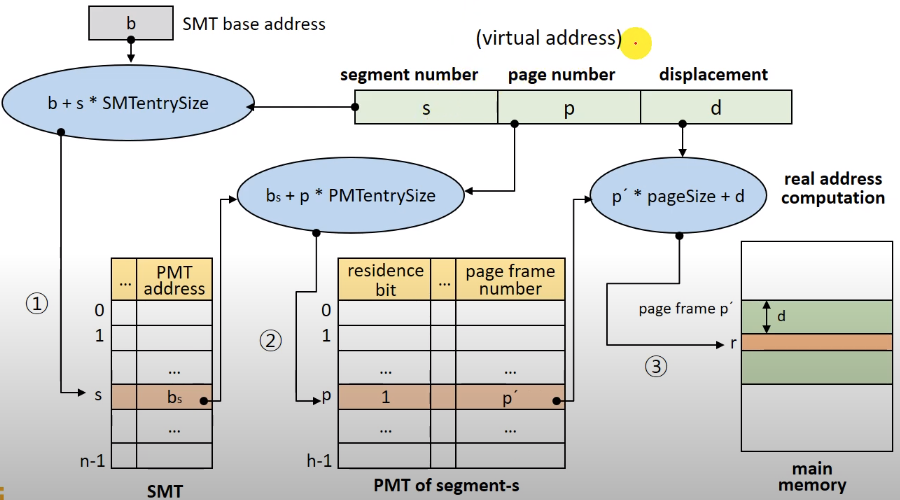 b
SMT base address
(virtual address)
segment number
page number
displacement
b + s * SMTentrySize
s
p
d
bs + p * PMTentrySize
p´ * pageSize + d
real address
computation
...
PMT
address
residence
bit
...
page frame
number
①
0
1
...
s
bs
...
n-1
SMT
②
0
1
...
...
p
1
p´
...
...
h-1
PMT of segment-s
page frame p´
d
r
③
main
memory